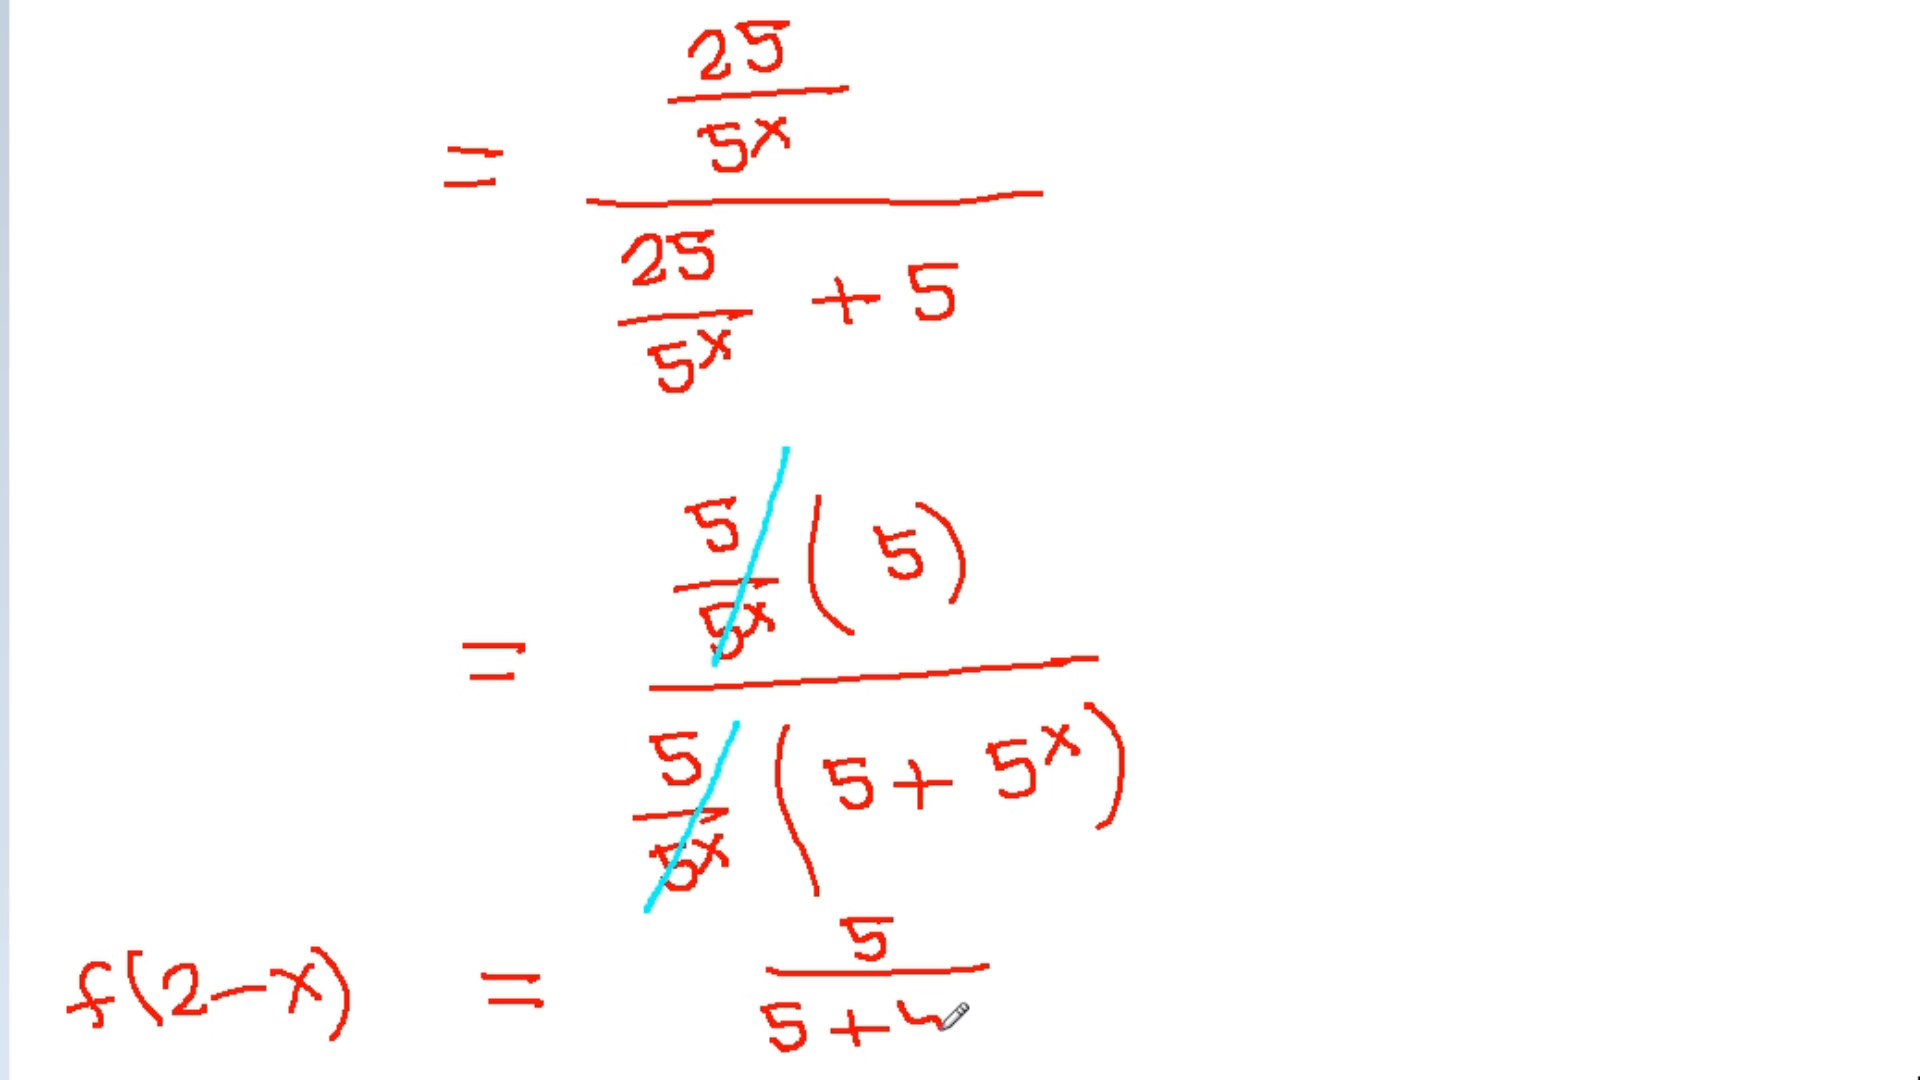 25
5^x
=
25
5^x + 5
5
5^x ( 5 )
=
5
5^x ( 5 + 5^x )
5
f(2-x) =
5 +